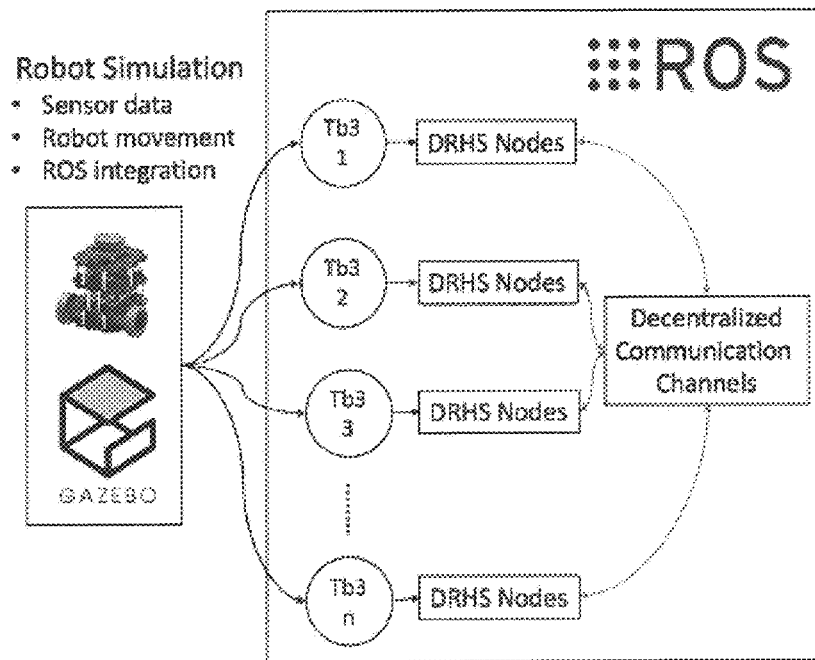 Robot Simulation
• Sensor data
• Robot movement
• ROS integration
GAZEBO
ROS
Tb3
1
DRHS Nodes
Tb3
2
DRHS Nodes
Tb3
3
DRHS Nodes
Tb3
n
DRHS Nodes
Decentralized
Communication
Channels